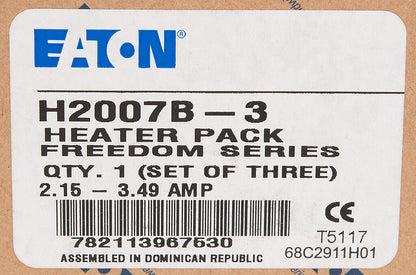 EATON®
H2007B – 3
HEATER PACK
FREEDOM SERIES
QTY. 1 (SET OF THREE)
2.15 – 3.49 AMP
782113967530
ASSEMBLED IN DOMINICAN REPUBLIC
CE
T5117
68C2911H01